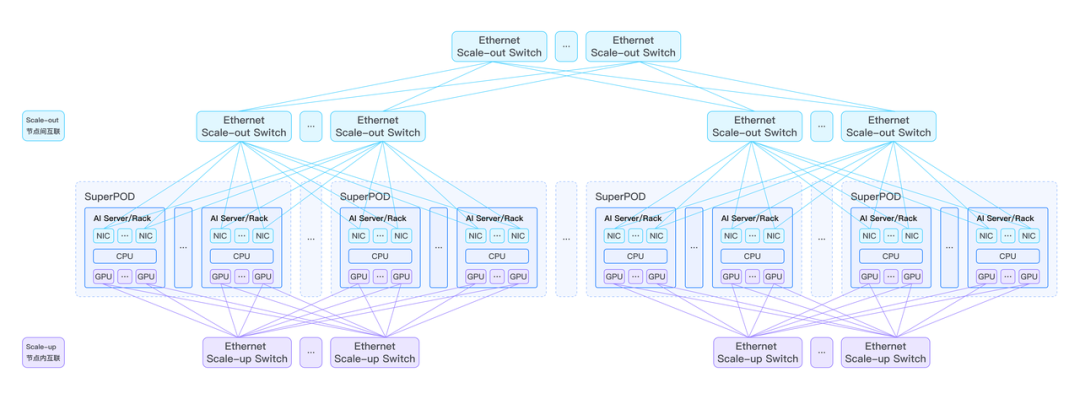 Ethernet
Scale-out Switch
...
Ethernet
Scale-out Switch
Scale-out
节点间互联
Ethernet
Scale-out Switch
...
Ethernet
Scale-out Switch
Ethernet
Scale-out Switch
...
Ethernet
Scale-out Switch
SuperPOD
AI Server/Rack
NIC ... NIC
CPU
GPU ... GPU
...
AI Server/Rack
NIC ... NIC
CPU
GPU ... GPU
...
SuperPOD
AI Server/Rack
NIC ... NIC
CPU
GPU ... GPU
...
AI Server/Rack
NIC ... NIC
CPU
GPU ... GPU
...
SuperPOD
AI Server/Rack
NIC ... NIC
CPU
GPU ... GPU
...
AI Server/Rack
NIC ... NIC
CPU
GPU ... GPU
...
SuperPOD
AI Server/Rack
NIC ... NIC
CPU
GPU ... GPU
...
AI Server/Rack
NIC ... NIC
CPU
GPU ... GPU
Scale-up
节点内互联
Ethernet
Scale-up Switch
...
Ethernet
Scale-up Switch
Ethernet
Scale-up Switch
...
Ethernet
Scale-up Switch